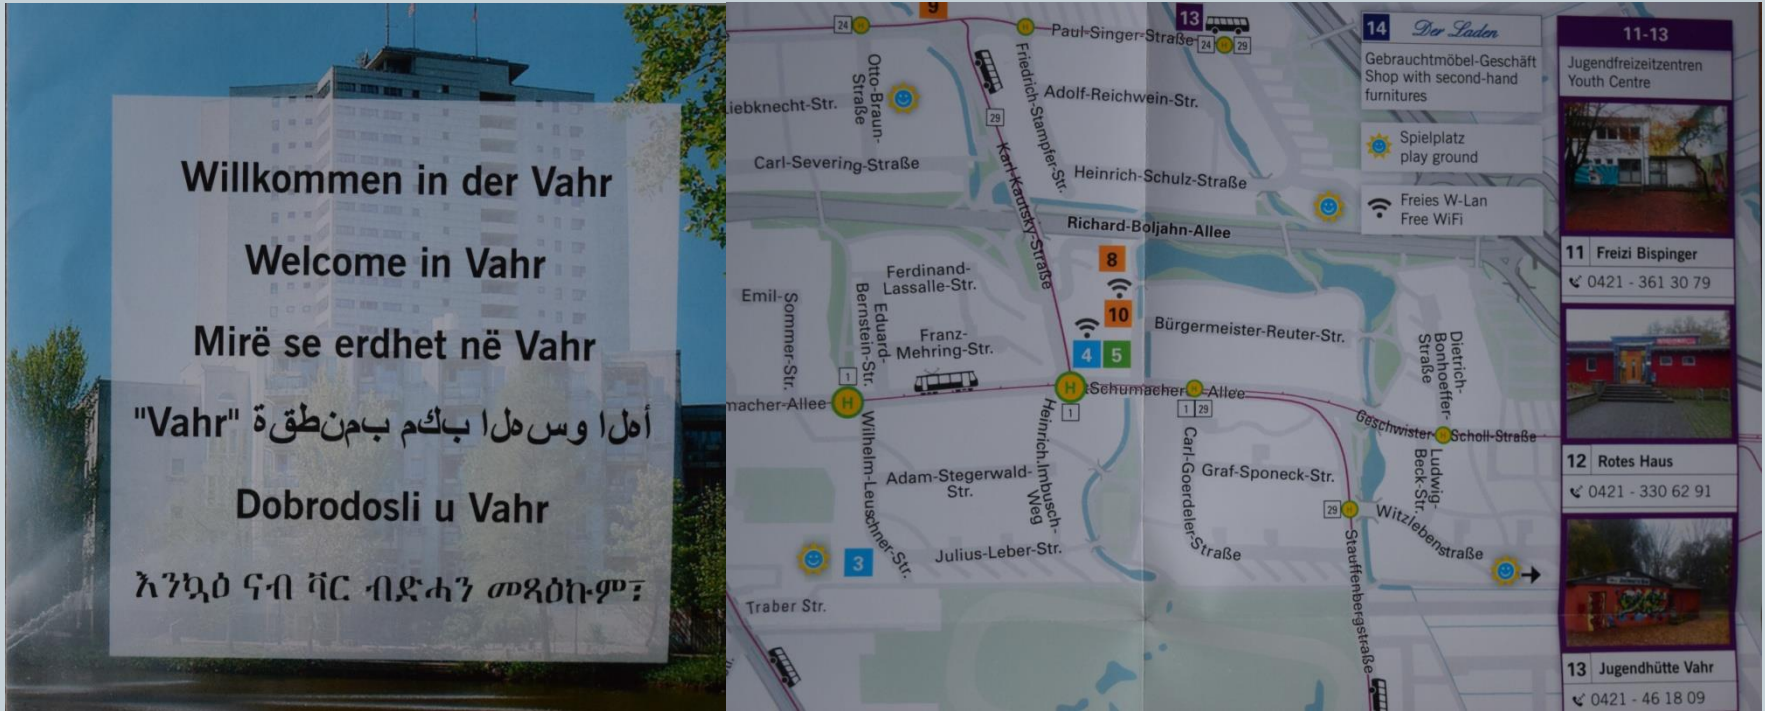 Willkommen in der Vahr
Welcome in Vahr
Mirë se erdhet në Vahr
أهلا وسهلا بكم بمنطقة "Vahr"
Dobrodosli u Vahr
እንኳዕ ናብ ቫር ብድሓን መጻዕኩም፣
9
24
H
H
Paul-Singer-Straße
13
24
H
29
Otto-Braun-
Straße
Friedrich-Stampfer-Str.
Adolf-Reichwein-Str.
Liebknecht-Str.
29
Carl-Severing-Straße
Karl-Kautsky-Straße
Heinrich-Schulz-Straße
Richard-Boljahn-Allee
8
10
4
5
Ferdinand-
Lassalle-Str.
Emil-
Sommer-Str.
Eduard-
Bernstein-Str.
Franz-
Mehring-Str.
Bürgermeister-Reuter-Str.
Dietrich-
Bonhoeffer-
Straße
1
macher-Allee
H
H
Schumacher
H
Allee
1
1
29
Geschwister-
H
Scholl-Straße
Wilhelm-Leuschner-Str.
Heinrich.Imbusch-
Weg
Adam-Stegerwald-
Str.
Carl-Goerdeler-Straße
Graf-Sponeck-Str.
Ludwig-
Beck-Str.
29
H
Witzlebenstraße
Julius-Leber-Str.
3
Stauffenbergstraße
Traber Str.
14
Der Laden
Gebrauchtmöbel-Geschäft
Shop with second-hand
furnitures
Spielplatz
play ground
Freies W-Lan
Free WiFi
11-13
Jugendfreizeitzentren
Youth Centre
11 Freizi Bispinger
0421 - 361 30 79
12 Rotes Haus
0421 - 330 62 91
13 Jugendhütte Vahr
0421 - 46 18 09